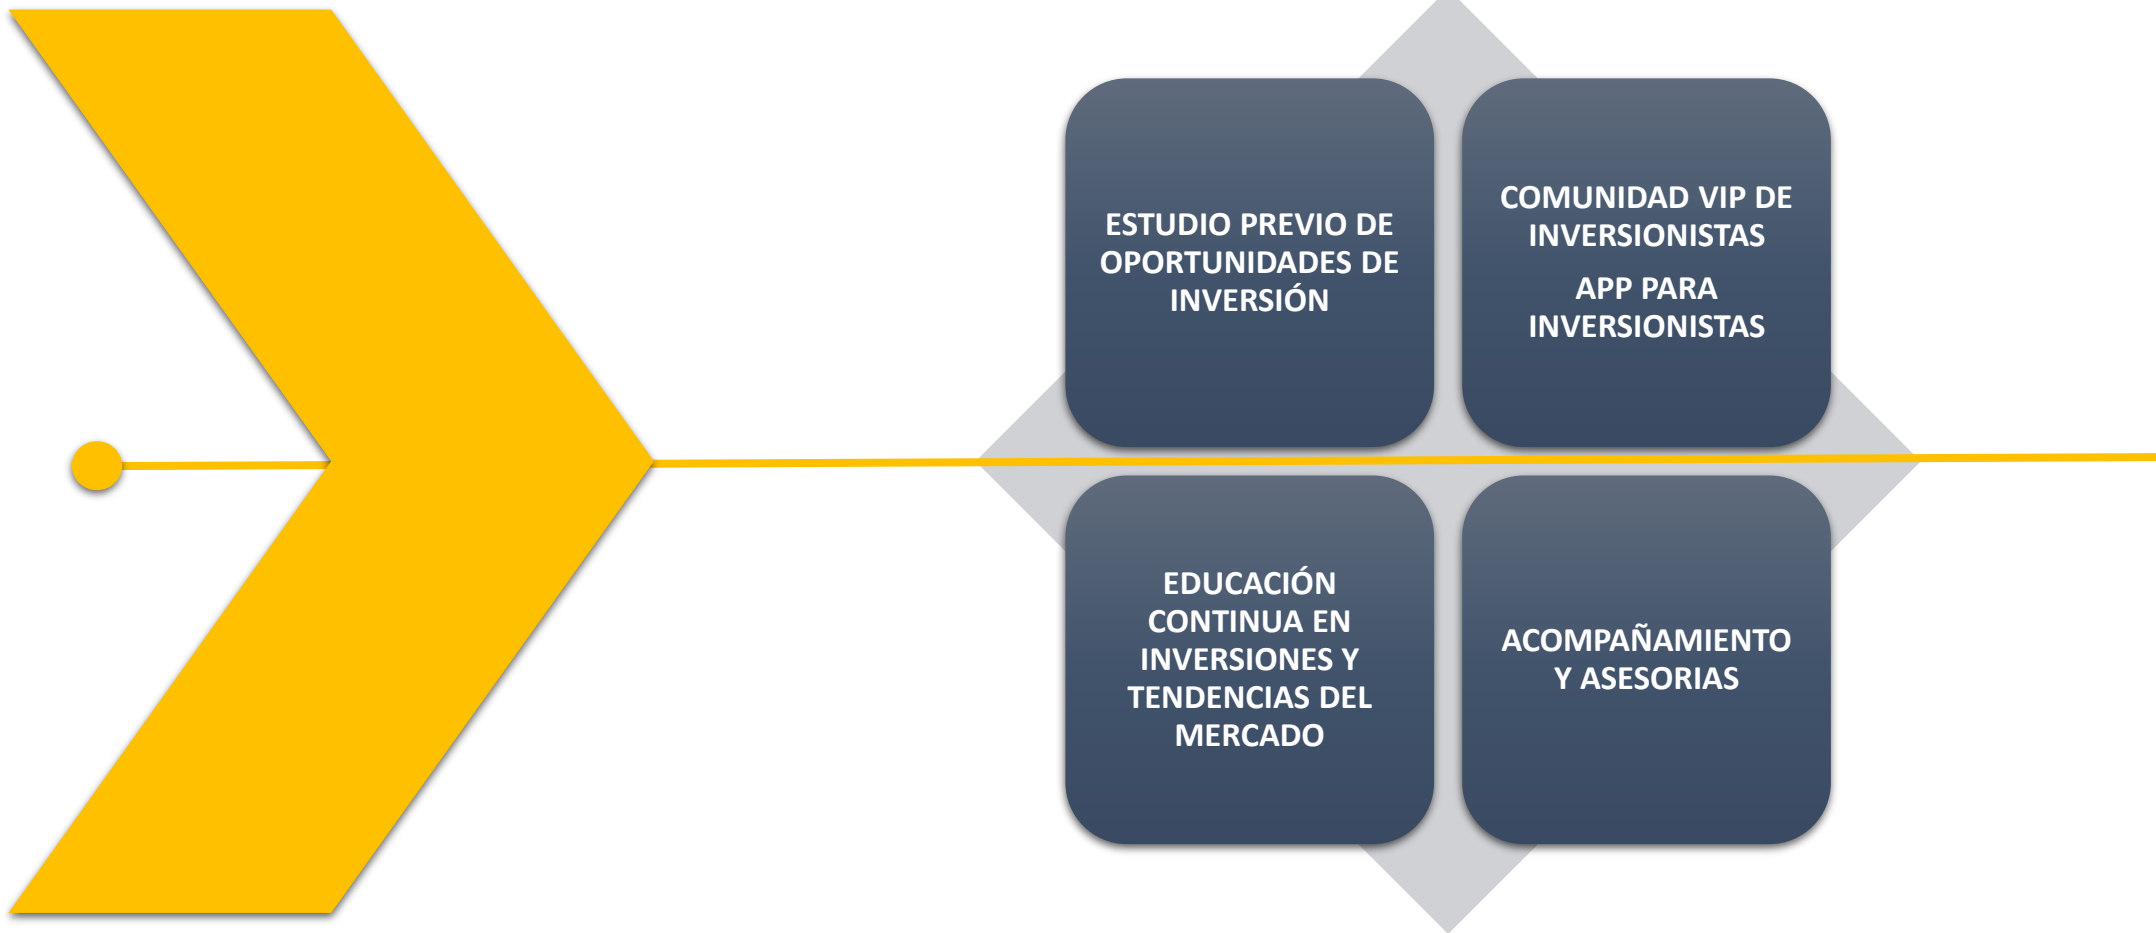 ESTUDIO PREVIO DE
OPORTUNIDADES DE
INVERSIÓN
COMUNIDAD VIP DE
INVERSIONISTAS
APP PARA
INVERSIONISTAS
EDUCACIÓN
CONTINUA EN
INVERSIONES Y
TENDENCIAS DEL
MERCADO
ACOMPAÑAMIENTO
Y ASESORIAS